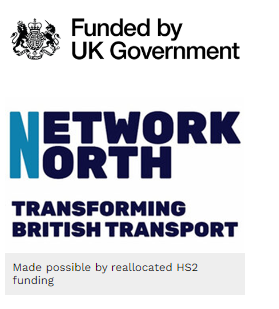 Funded by
UK Government
NETWORK
NORTH
TRANSFORMING
BRITISH TRANSPORT
Made possible by reallocated HS2
funding